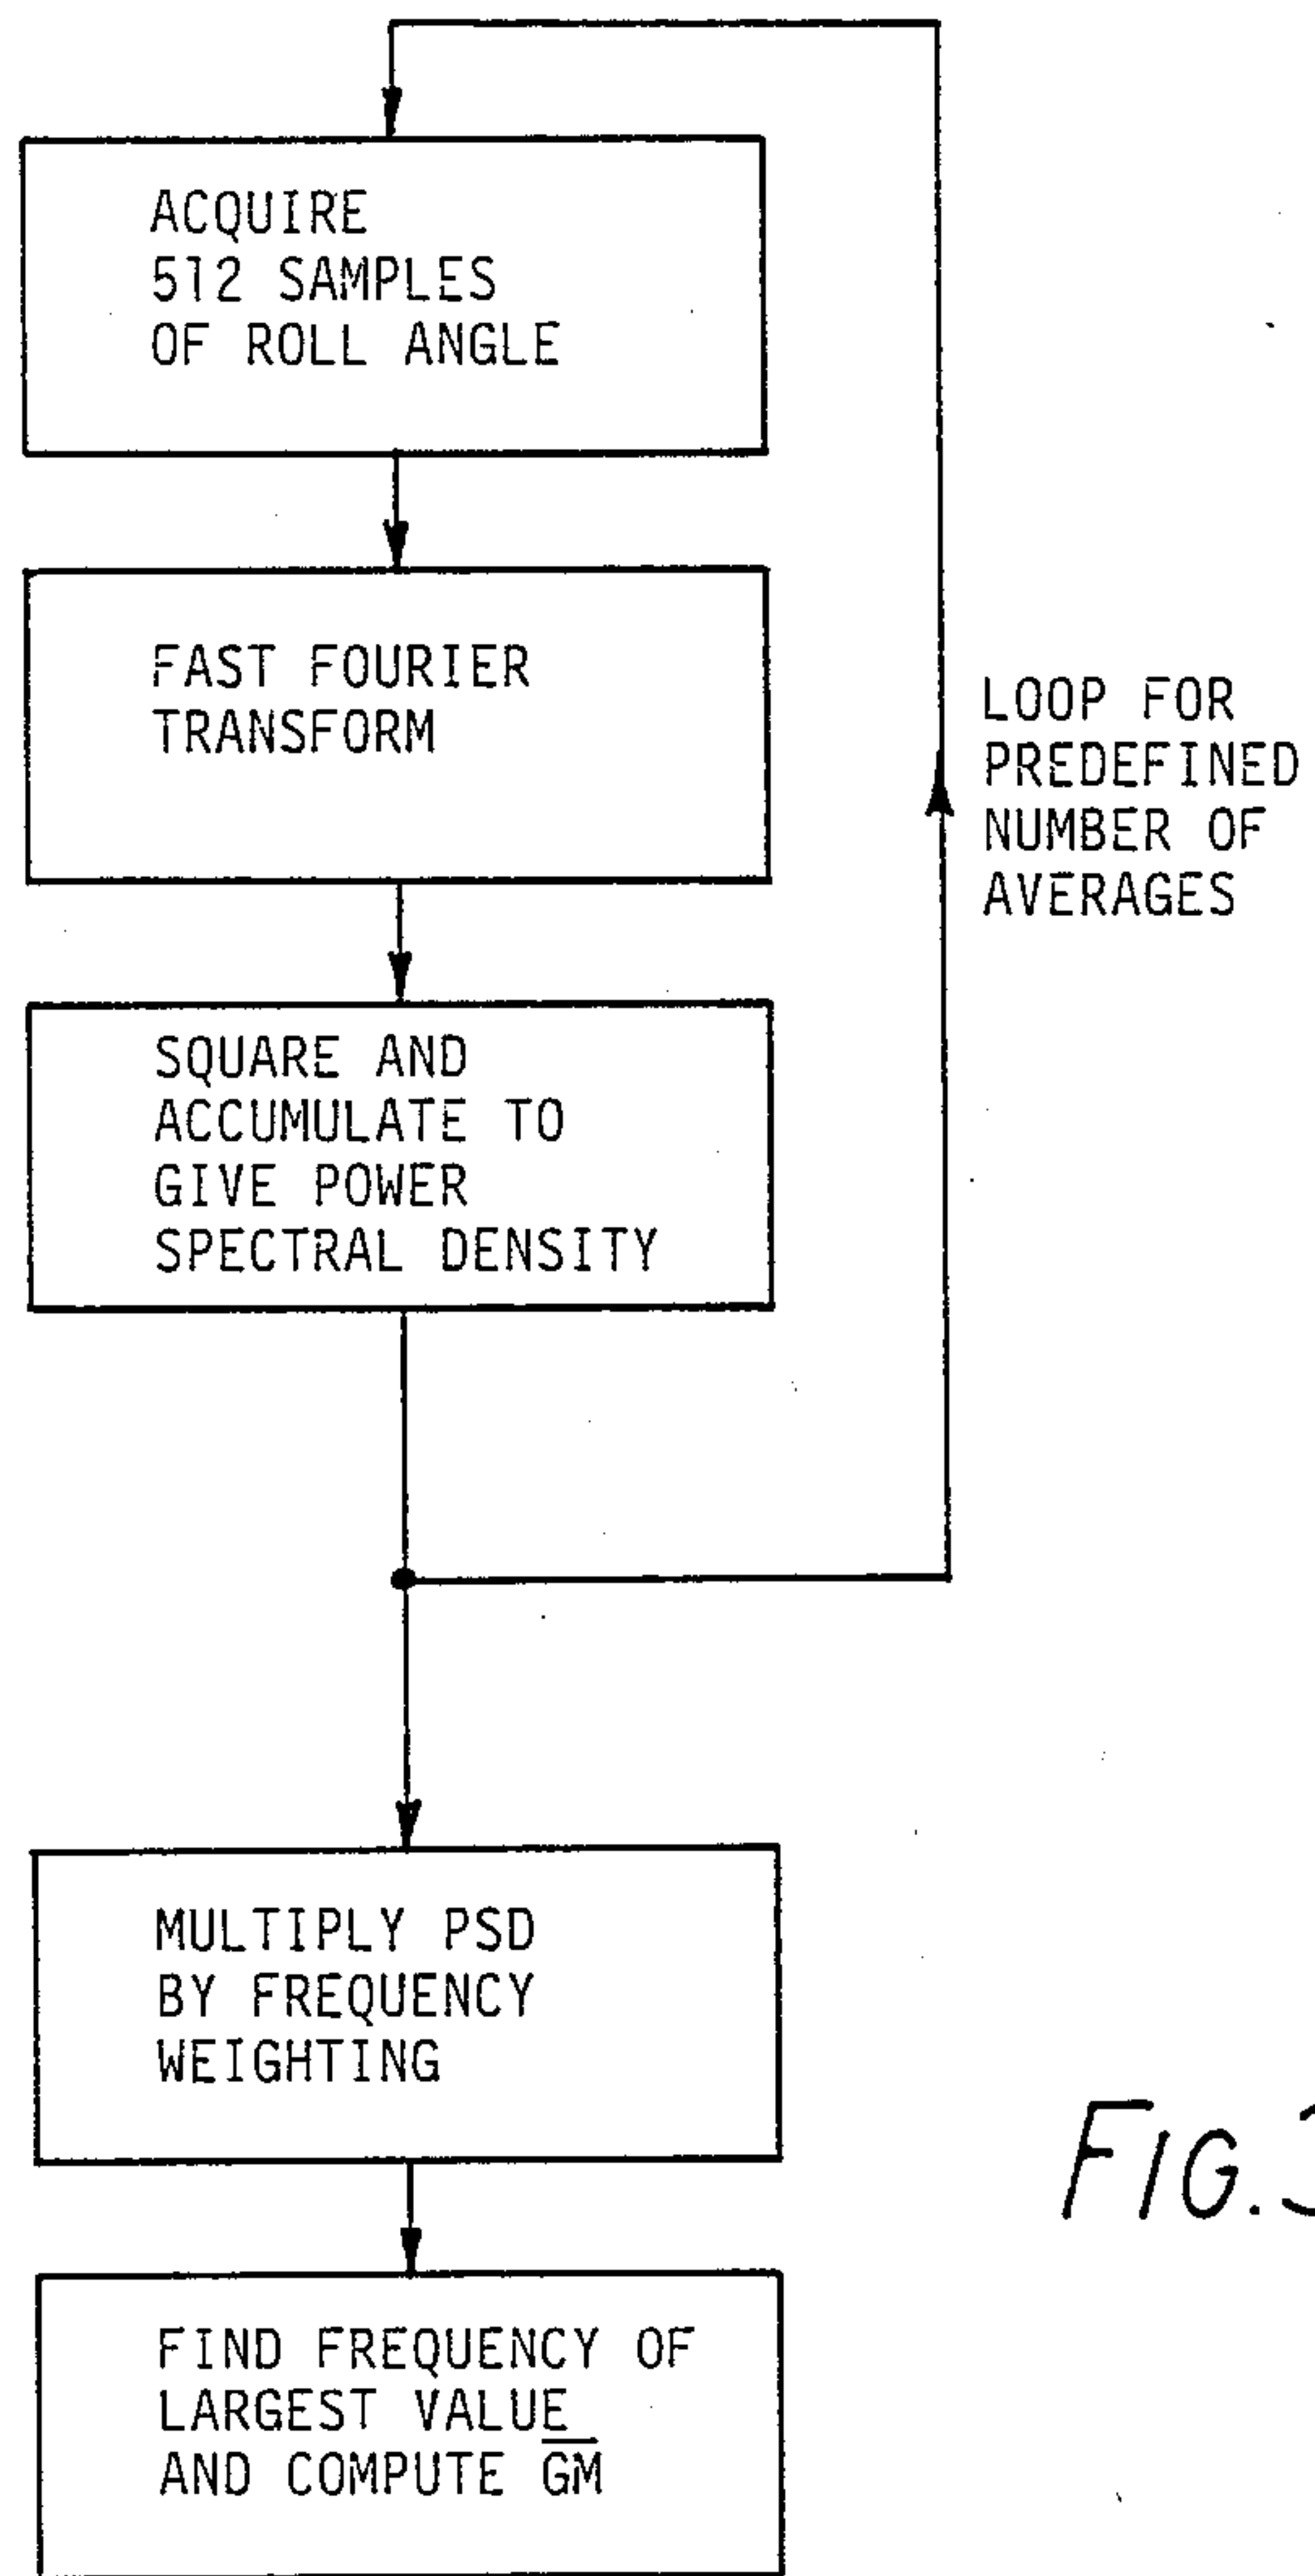 ACQUIRE
512 SAMPLES
OF ROLL ANGLE
FAST FOURIER
TRANSFORM
LOOP FOR
PREDEFINED
NUMBER OF
AVERAGES
SQUARE AND
ACCUMULATE TO
GIVE POWER
SPECTRAL DENSITY
MULTIPLY PSD
BY FREQUENCY
WEIGHTING
FIG.
FIND FREQUENCY OF
LARGEST VALUE
AND COMPUTE G̅M̅